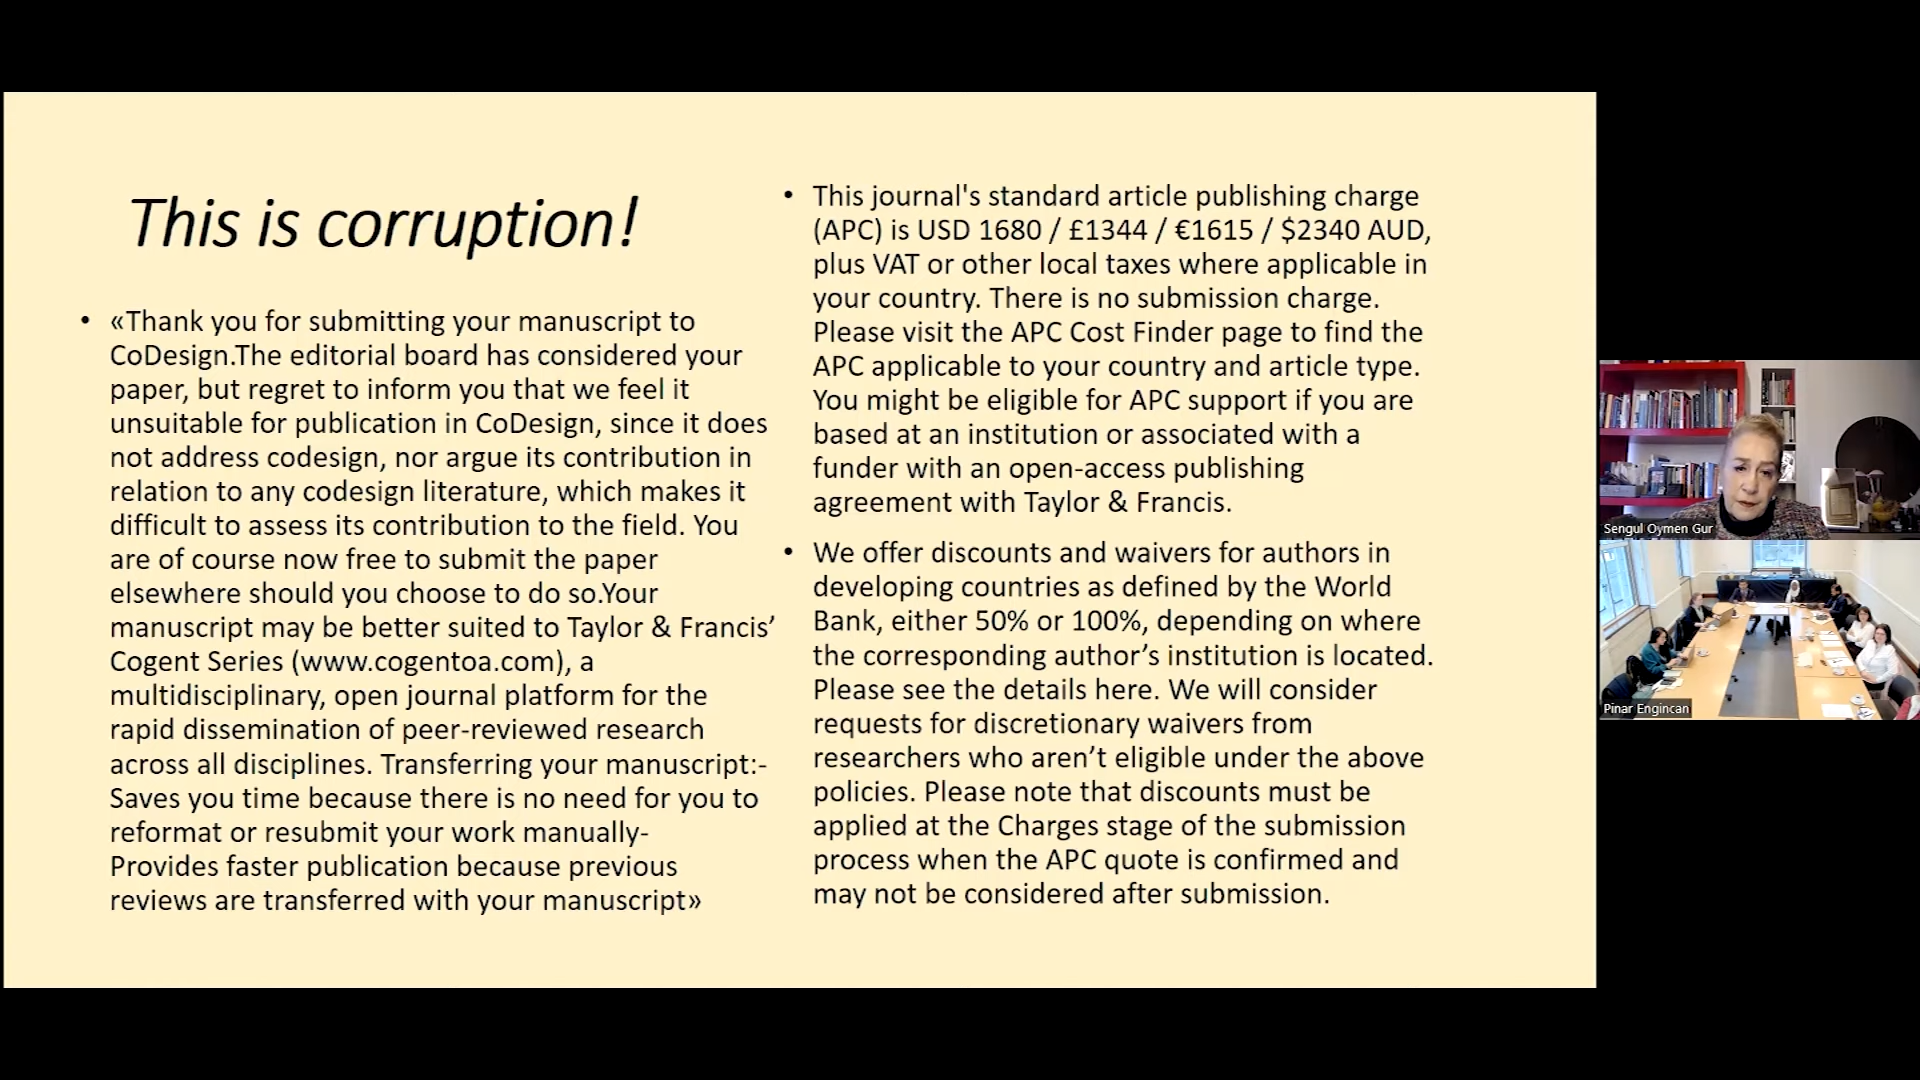 This is corruption!
• «Thank you for submitting your manuscript to
CoDesign.The editorial board has considered your
paper, but regret to inform you that we feel it
unsuitable for publication in CoDesign, since it does
not address codesign, nor argue its contribution in
relation to any codesign literature, which makes it
difficult to assess its contribution to the field. You
are of course now free to submit the paper
elsewhere should you choose to do so.Your
manuscript may be better suited to Taylor & Francis’
Cogent Series (www.cogentoa.com), a
multidisciplinary, open journal platform for the
rapid dissemination of peer-reviewed research
across all disciplines. Transferring your manuscript:-
Saves you time because there is no need for you to
reformat or resubmit your work manually-
Provides faster publication because previous
reviews are transferred with your manuscript»
• This journal's standard article publishing charge
(APC) is USD 1680 / £1344 / €1615 / $2340 AUD,
plus VAT or other local taxes where applicable in
your country. There is no submission charge.
Please visit the APC Cost Finder page to find the
APC applicable to your country and article type.
You might be eligible for APC support if you are
based at an institution or associated with a
funder with an open-access publishing
agreement with Taylor & Francis.
• We offer discounts and waivers for authors in
developing countries as defined by the World
Bank, either 50% or 100%, depending on where
the corresponding author’s institution is located.
Please see the details here. We will consider
requests for discretionary waivers from
researchers who aren’t eligible under the above
policies. Please note that discounts must be
applied at the Charges stage of the submission
process when the APC quote is confirmed and
may not be considered after submission.
Sengul Oymen Gur
Pinar Engincan